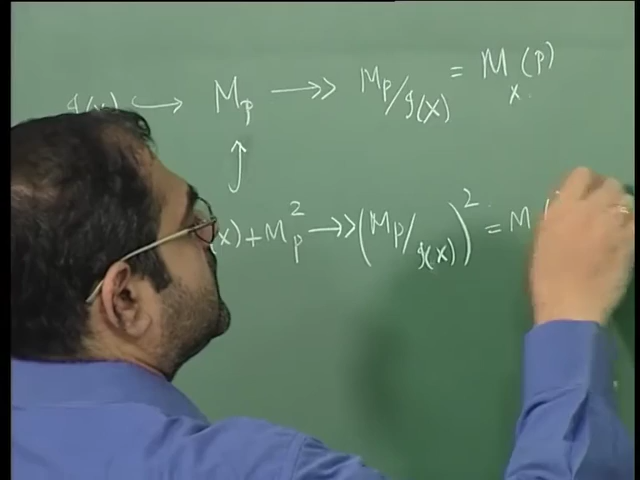 g(x) ↪ M_p ↠ M_p/g(X) = M_x(p)
(x) + M_p^2 ↠ (M_p/g(X))^2 = M